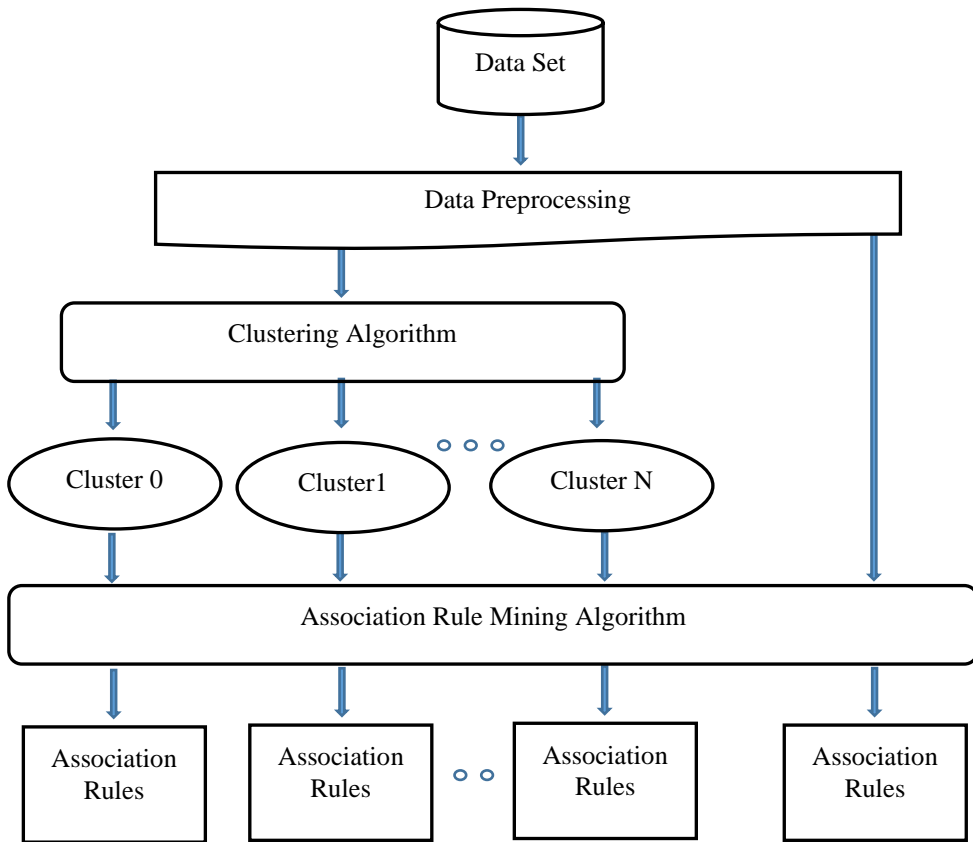 Data Set
Data Preprocessing
Clustering Algorithm
Cluster 0
Cluster1
Cluster N
Association Rule Mining Algorithm
Association
Rules
Association
Rules
Association
Rules
Association
Rules